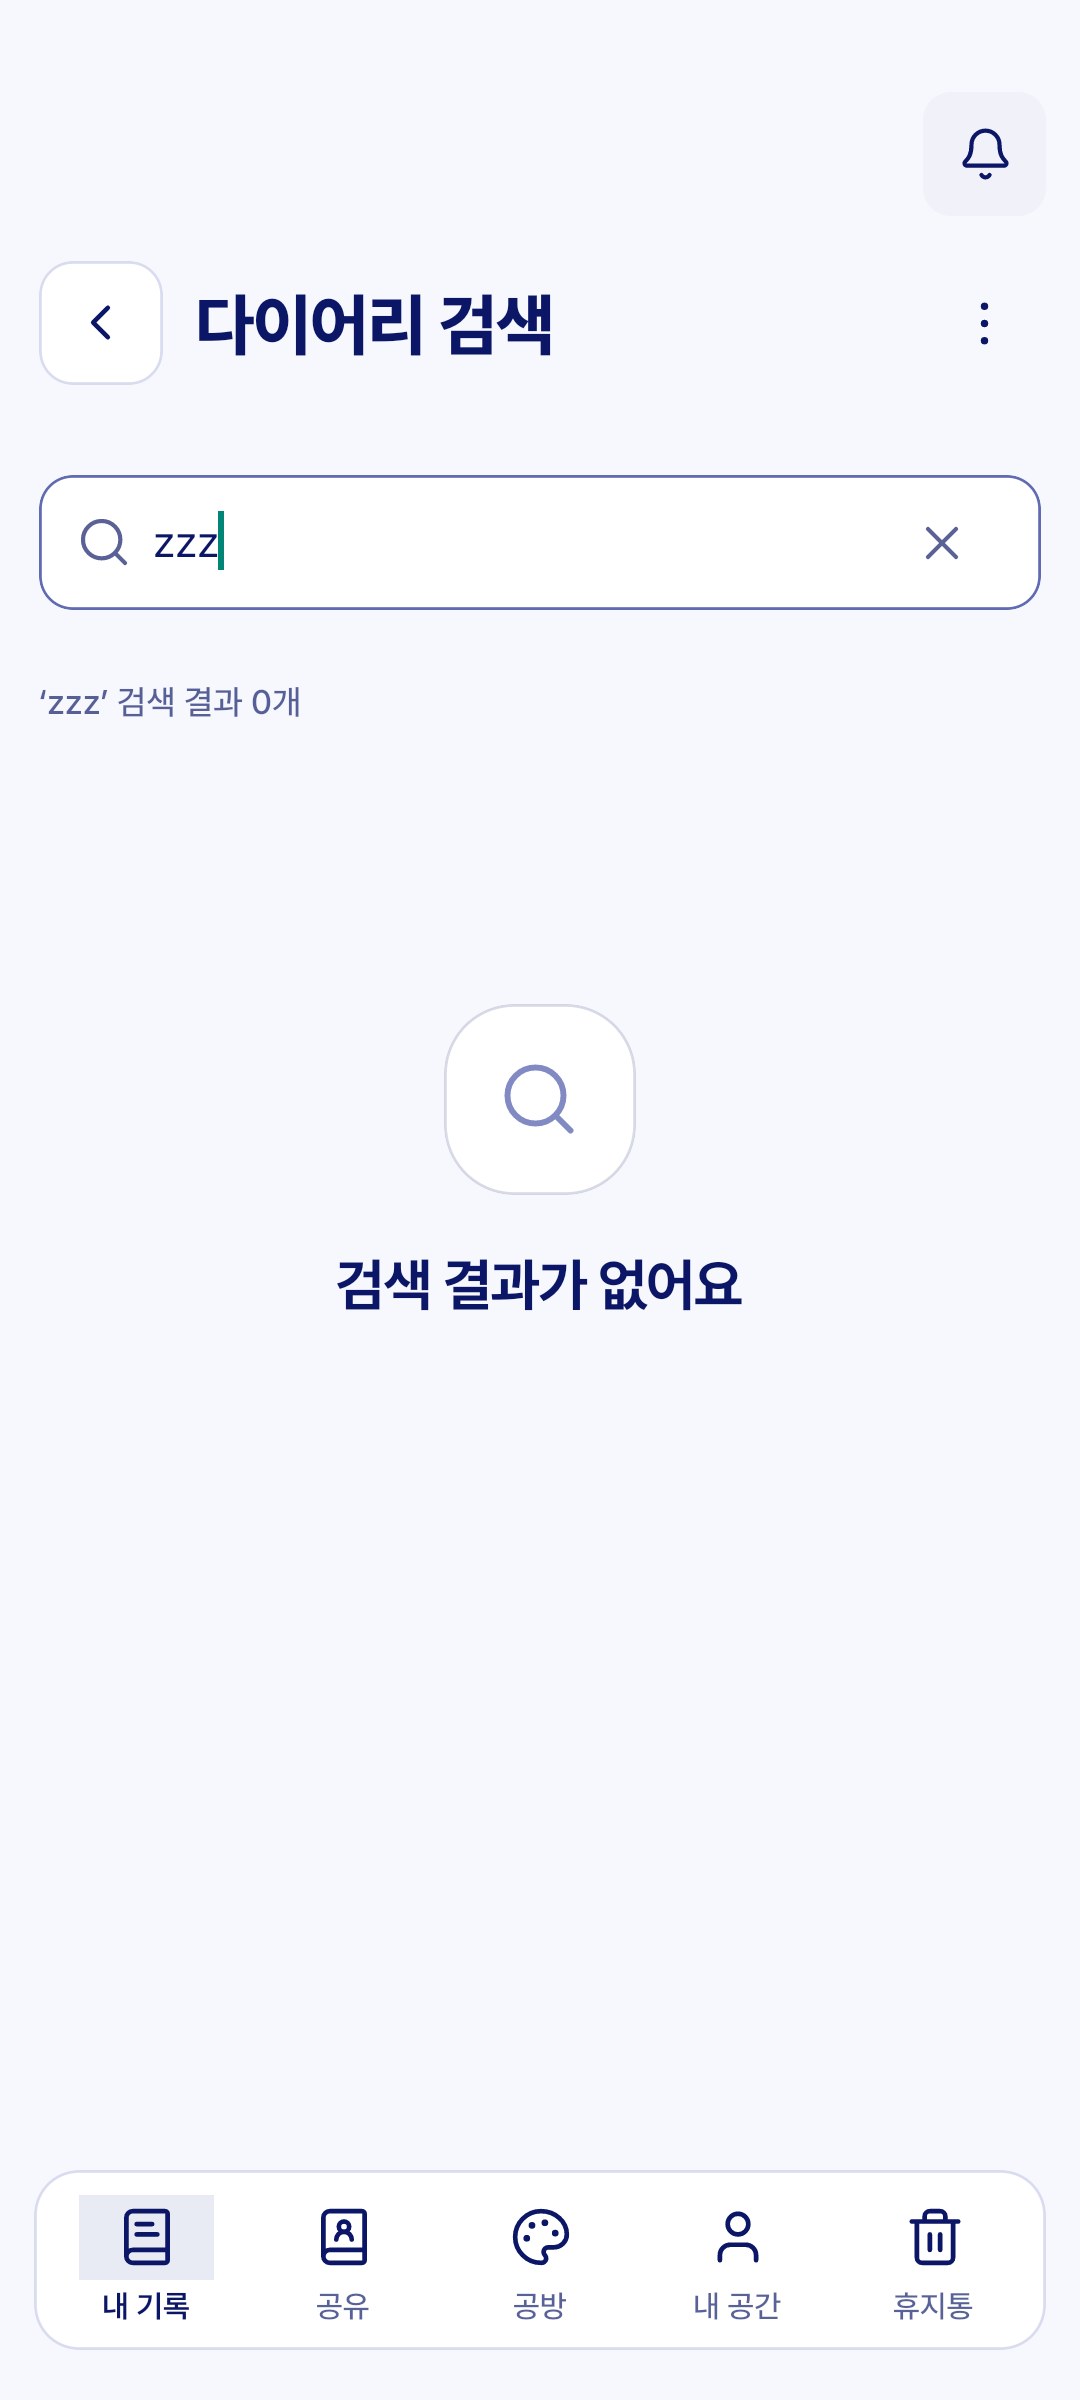 다이어리 검색
zzz
‘zzz’ 검색 결과 0개
검색 결과가 없어요
내 기록
공유
공방
내 공간
휴지통